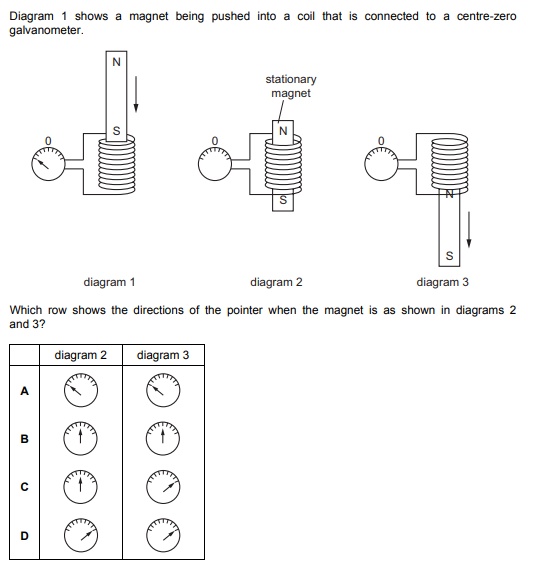 Diagram 1 shows a magnet being pushed into a coil that is connected to a centre-zero
galvanometer.
N
S
0
stationary
magnet
N
S
0
0
N
S
diagram 1
diagram 2
diagram 3
Which row shows the directions of the pointer when the magnet is as shown in diagrams 2
and 3?
diagram 2 diagram 3
A
B
C
D